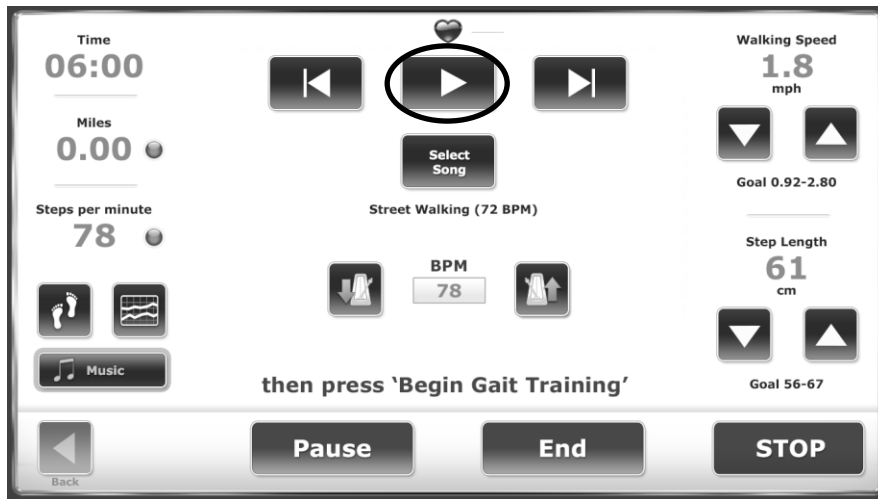 Time
06:00
Miles
0.00
Steps per minute
78
Music
Select
Song
Street Walking (72 BPM)
BPM
78
then press ‘Begin Gait Training’
Walking Speed
1.8
mph
Goal 0.92-2.80
Step Length
61
cm
Goal 56-67
Back
Pause
End
STOP